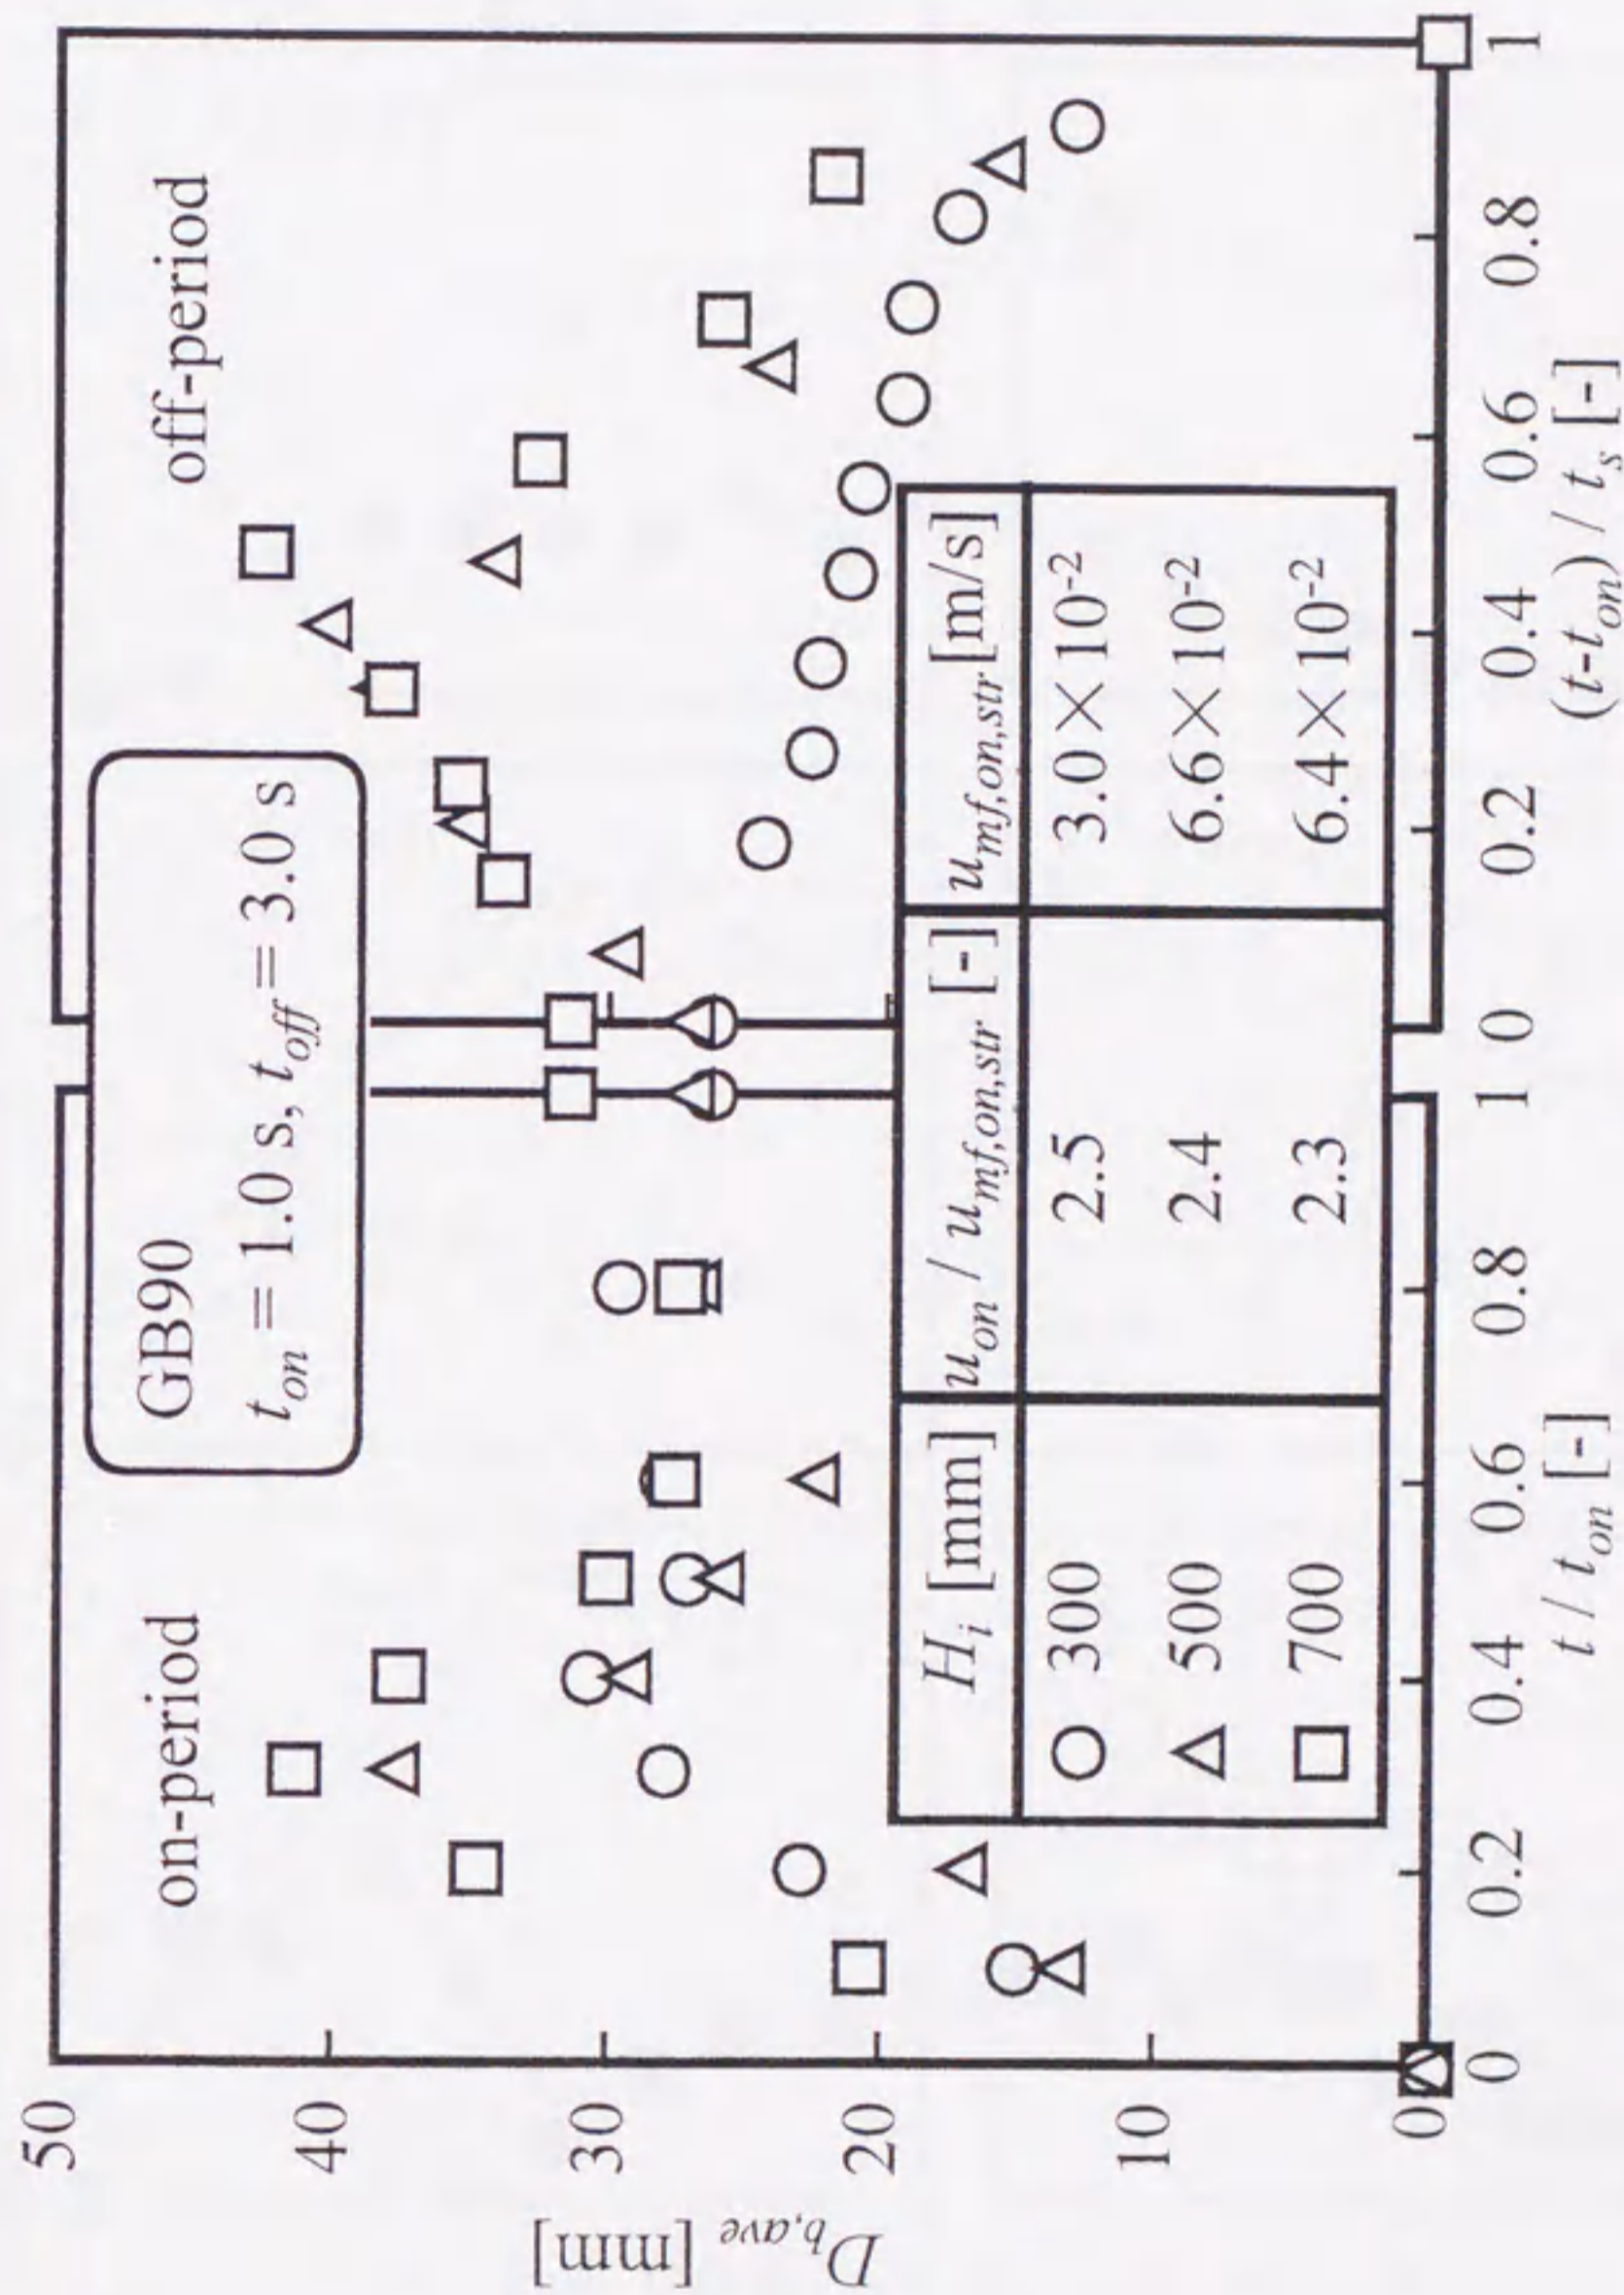 on-period
off-period
GB90
t_on = 1.0 s, t_off = 3.0 s
D_b,ave [mm]
50
40
30
20
10
0
H_i [mm] u_on / u_mf,on,str [-] u_mf,on,str [m/s]
○ 300 2.5 3.0×10⁻²
△ 500 2.4 6.6×10⁻²
□ 700 2.3 6.4×10⁻²
0 0.2 0.4 0.6 0.8 1
0 0.2 0.4 0.6 0.8 1
t / t_on [-]
(t-t_on) / t_s [-]